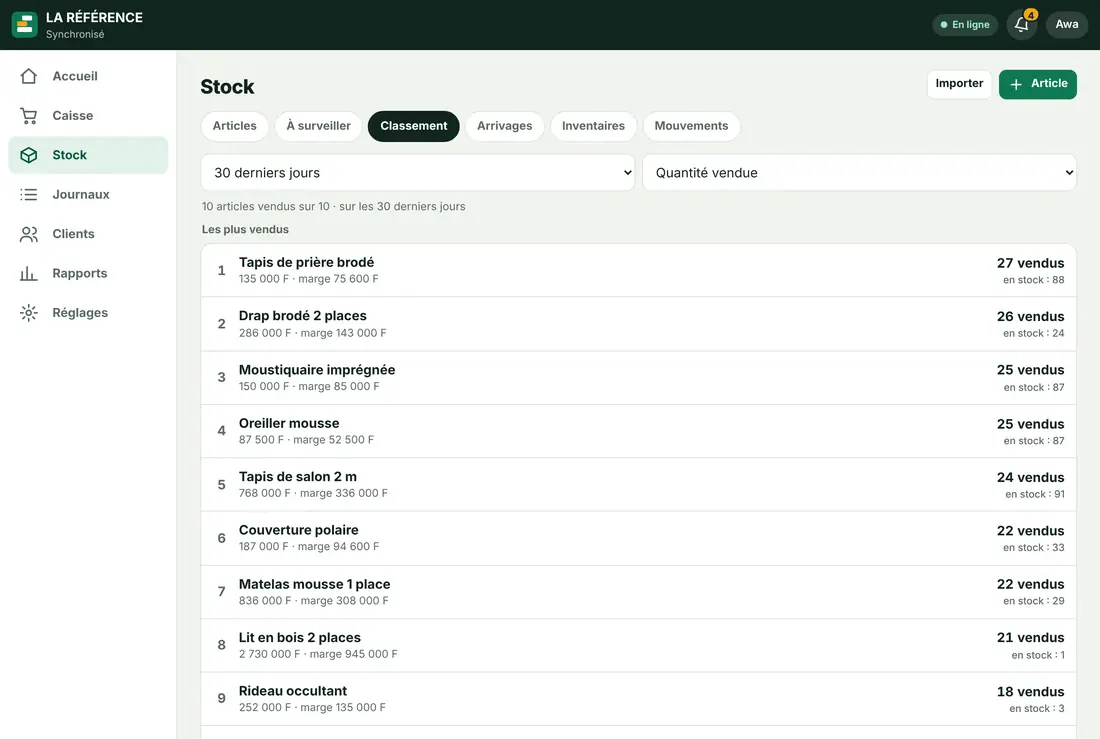 LA RÉFÉRENCE
Synchronisé
En ligne
4
Awa
Accueil
Caisse
Stock
Journaux
Clients
Rapports
Réglages
Stock
Importer
+ Article
Articles
À surveiller
Classement
Arrivages
Inventaires
Mouvements
30 derniers jours
Quantité vendue
10 articles vendus sur 10 · sur les 30 derniers jours
Les plus vendus
1
Tapis de prière brodé
135 000 F · marge 75 600 F
27 vendus
en stock : 88
2
Drap brodé 2 places
286 000 F · marge 143 000 F
26 vendus
en stock : 24
3
Moustiquaire imprégnée
150 000 F · marge 85 000 F
25 vendus
en stock : 87
4
Oreiller mousse
87 500 F · marge 52 500 F
25 vendus
en stock : 87
5
Tapis de salon 2 m
768 000 F · marge 336 000 F
24 vendus
en stock : 91
6
Couverture polaire
187 000 F · marge 94 600 F
22 vendus
en stock : 33
7
Matelas mousse 1 place
836 000 F · marge 308 000 F
22 vendus
en stock : 29
8
Lit en bois 2 places
2 730 000 F · marge 945 000 F
21 vendus
en stock : 1
9
Rideau occultant
252 000 F · marge 135 000 F
18 vendus
en stock : 3